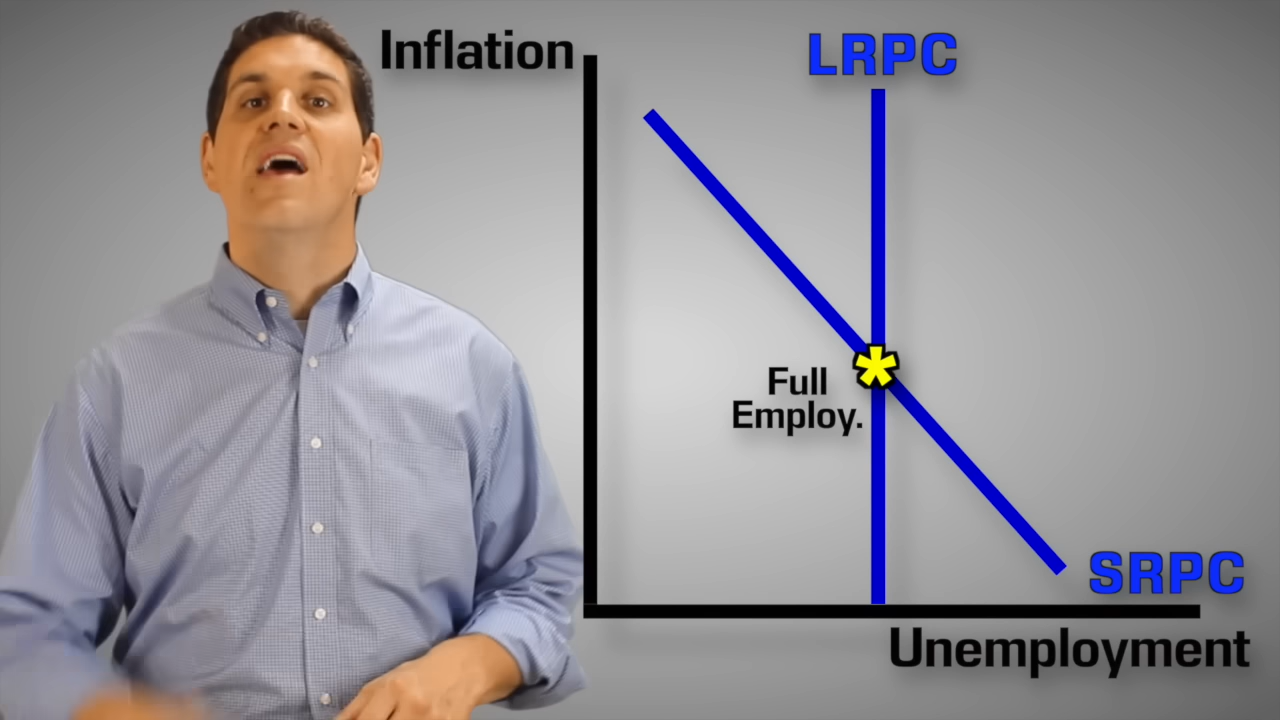 Inflation
LRPC
Full
Employ.
SRPC
Unemployment